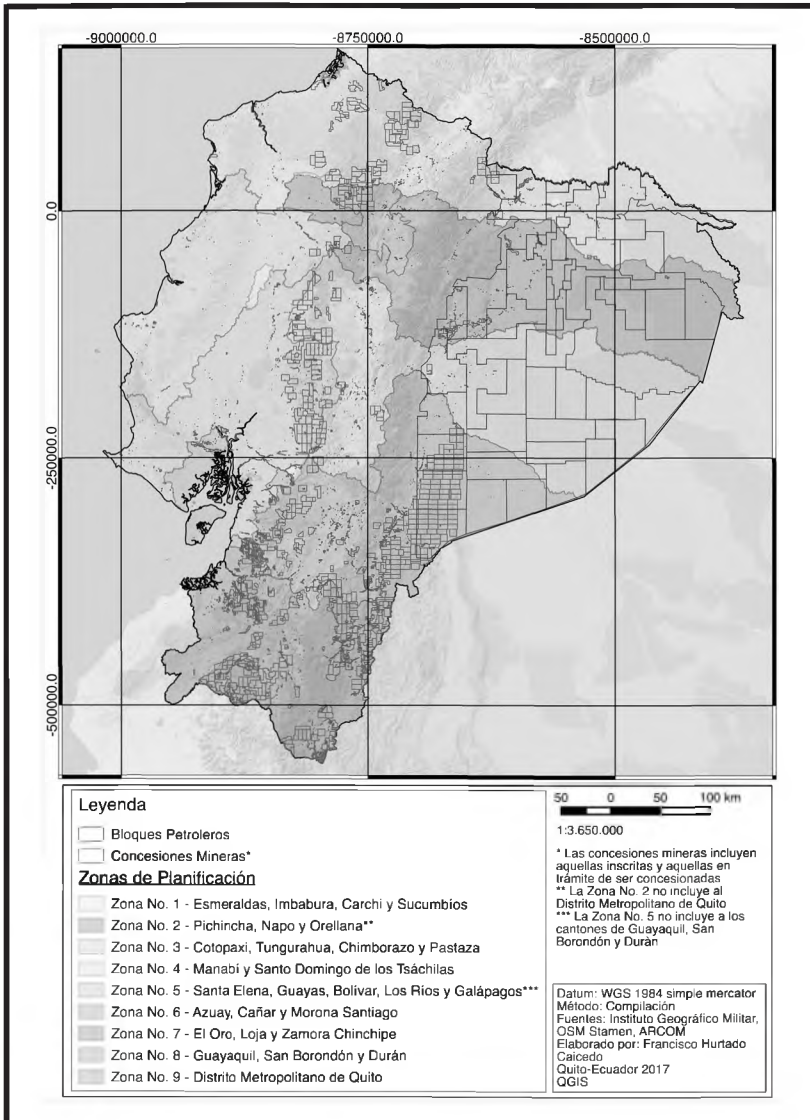 -9000000.0 -8750000.0 -8500000.0
0.0
-250000.0
-500000.0
Leyenda
Bloques Petroleros
Concesiones Mineras*
Zonas de Planificación
Zona No. 1 - Esmeraldas, Imbabura, Carchi y Sucumbios
Zona No. 2 - Pichincha, Napo y Orellana**
Zona No. 3 - Cotopaxi, Tungurahua, Chimborazo y Pastaza
Zona No. 4 - Manabí y Santo Domingo de los Tsáchilas
Zona No. 5 - Santa Elena, Guayas, Bolívar, Los Ríos y Galápagos***
Zona No. 6 - Azuay, Cañar y Morona Santiago
Zona No. 7 - El Oro, Loja y Zamora Chinchipe
Zona No. 8 - Guayaquil, San Borondón y Durán
Zona No. 9 - Distrito Metropolitano de Quito
50 0 50 100 km
1:3.650.000
* Las concesiones mineras incluyen
aquellas inscritas y aquellas en
trámite de ser concesionadas
** La Zona No. 2 no incluye al
Distrito Metropolitano de Quito
*** La Zona No. 5 no incluye a los
cantones de Guayaquil, San
Borondón y Duràn
Datum: WGS 1984 simple mercator
Método: Compilación
Fuentes: Instituto Geográfico Militar,
OSM Stamen, ARCOM
Elaborado por: Francisco Hurtado
Caicedo
Quito-Ecuador 2017
QGIS